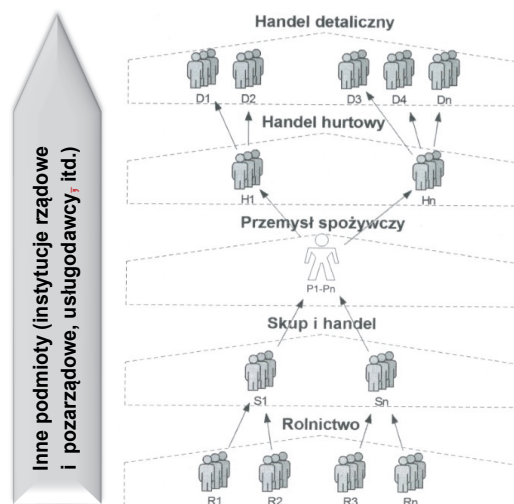 Inne podmioty (instytucje rządowe
i pozarządowe, usługodawcy, itd.)
Handel detaliczny
D1 D2 D3 D4 Dn
Handel hurtowy
H1 Hn
Przemysł spożywczy
P1-Pn
Skup i handel
S1 Sn
Rolnictwo
R1 R2 R3 Rn